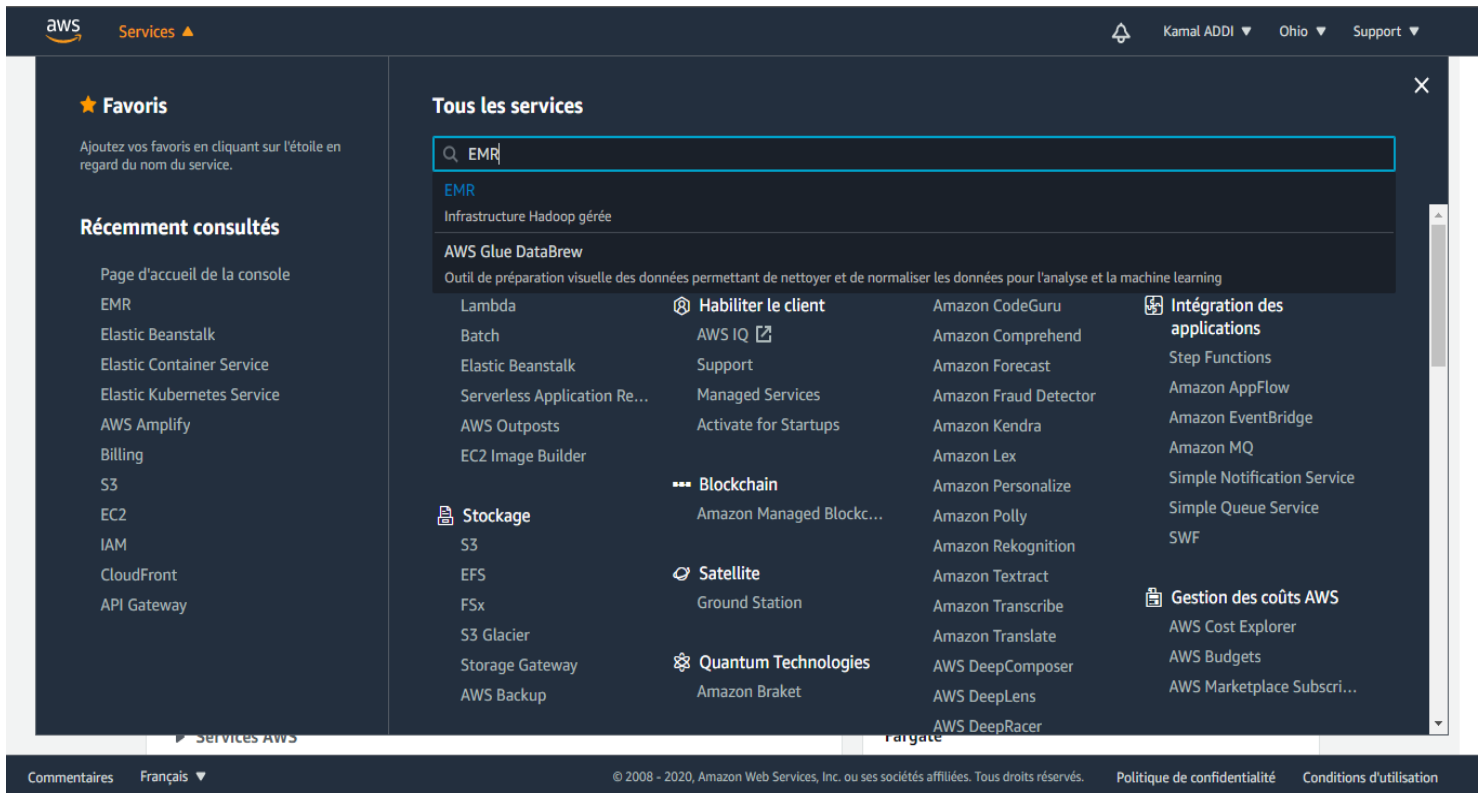 aws
Services ▲
Kamal ADDI ▼
Ohio ▼
Support ▼
Favoris
Ajoutez vos favoris en cliquant sur l'étoile en
regard du nom du service.
Récemment consultés
Page d'accueil de la console
EMR
Elastic Beanstalk
Elastic Container Service
Elastic Kubernetes Service
AWS Amplify
Billing
S3
EC2
IAM
CloudFront
API Gateway
Tous les services
EMR
EMR
Infrastructure Hadoop gérée
AWS Glue DataBrew
Outil de préparation visuelle des données permettant de nettoyer et de normaliser les données pour l'analyse et la machine learning
Lambda
Batch
Elastic Beanstalk
Serverless Application Re...
AWS Outposts
EC2 Image Builder
Stockage
S3
EFS
FSx
S3 Glacier
Storage Gateway
AWS Backup
Habiliter le client
AWS IQ
Support
Managed Services
Activate for Startups
Blockchain
Amazon Managed Blockc...
Satellite
Ground Station
Quantum Technologies
Amazon Braket
Amazon CodeGuru
Amazon Comprehend
Amazon Forecast
Amazon Fraud Detector
Amazon Kendra
Amazon Lex
Amazon Personalize
Amazon Polly
Amazon Rekognition
Amazon Textract
Amazon Transcribe
Amazon Translate
AWS DeepComposer
AWS DeepLens
AWS DeepRacer
Intégration des
applications
Step Functions
Amazon AppFlow
Amazon EventBridge
Amazon MQ
Simple Notification Service
Simple Queue Service
SWF
Gestion des coûts AWS
AWS Cost Explorer
AWS Budgets
AWS Marketplace Subscri...
Services AWS
Fargate
Commentaires
Français ▼
© 2008 - 2020, Amazon Web Services, Inc. ou ses sociétés affiliées. Tous droits réservés.
Politique de confidentialité
Conditions d'utilisation